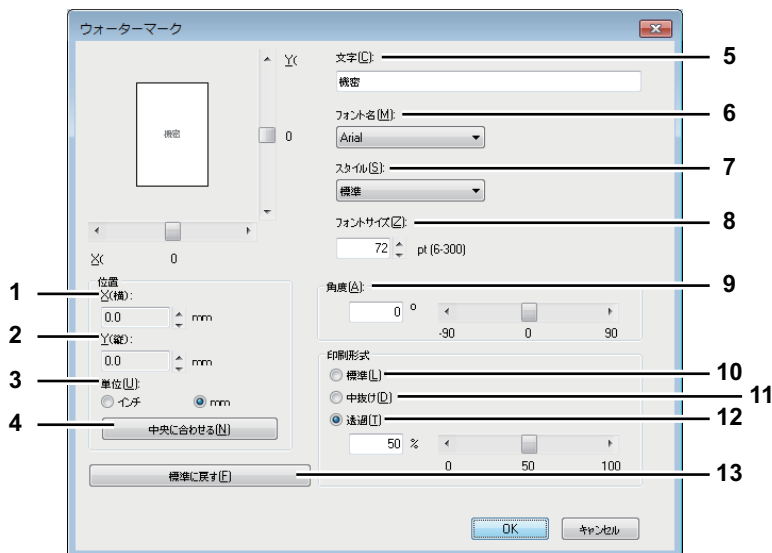 ウォーターマーク
Y(
機密
0
X(
0
位置
1
X(横):
0.0
mm
2
Y(縦):
0.0
mm
3
単位(U):
インチ
mm
4
中央に合わせる(N)
標準に戻す(F)
13
文字(C):
5
機密
フォント名(M):
6
Arial
スタイル(S):
7
標準
フォントサイズ(Z):
8
72 pt (6-300)
角度(A):
9
0 °
-90 0 90
印刷形式
標準(L)
10
中抜け(D)
11
透過(T)
12
50 %
0 50 100
OK
キャンセル